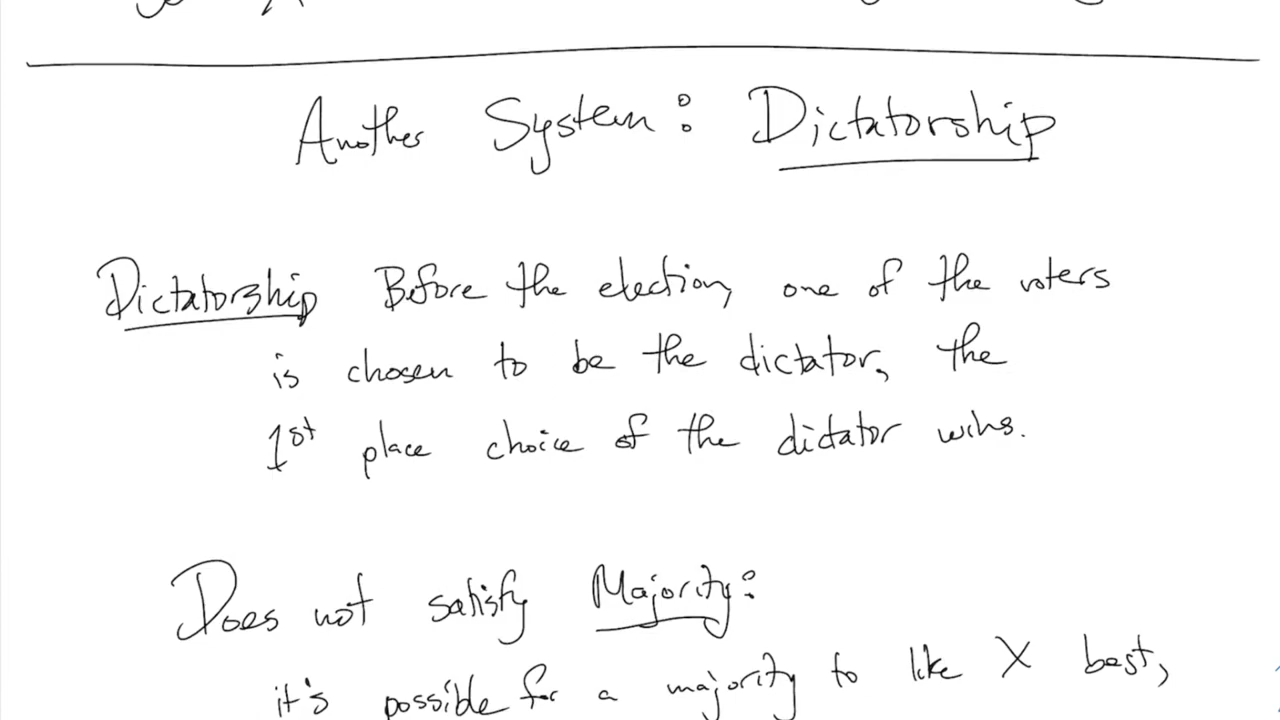 Another System: Dictatorship
Dictatorship Before the election, one of the voters
is chosen to be the dictator, the
1st place choice of the dictator wins.
Does not satisfy Majority:
it's possible for a majority to like X best,